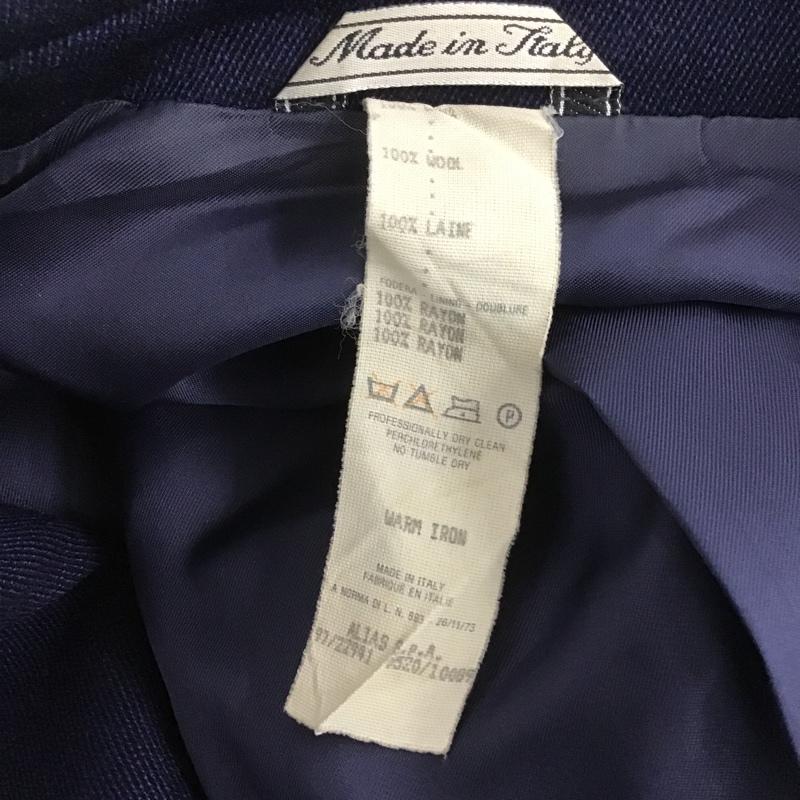 Made in Italy
100% WOOL
100% LAINE
FODERA - LINING - DOUBLURE
100% RAYON
100% RAYON
100% RAYON
P
PROFESSIONALLY DRY CLEAN
PERCHLORETHYLENE
NO TUMBLE DRY
WARM IRON
MADE IN ITALY
FABRIQUE EN ITALIE
A NORMA DI L. N. 883 - 26/11/73
ALIAS S.P.A.